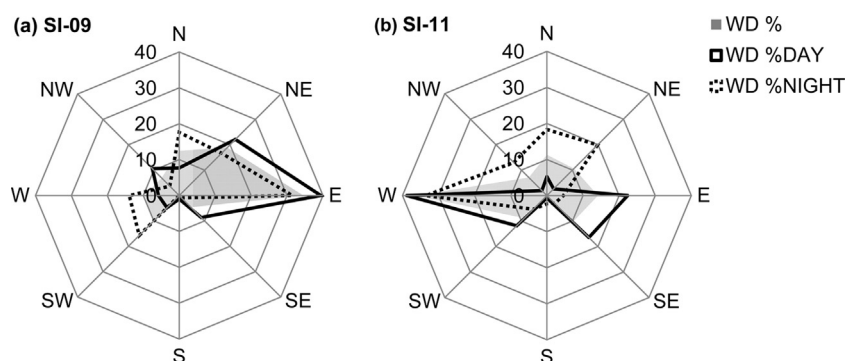 (a) SI-09
N
40
30
20
10
0
NW
NE
W
E
SW
SE
S
(b) SI-11
N
40
30
20
10
0
NW
NE
W
E
SW
SE
S
WD %
WD %DAY
WD %NIGHT